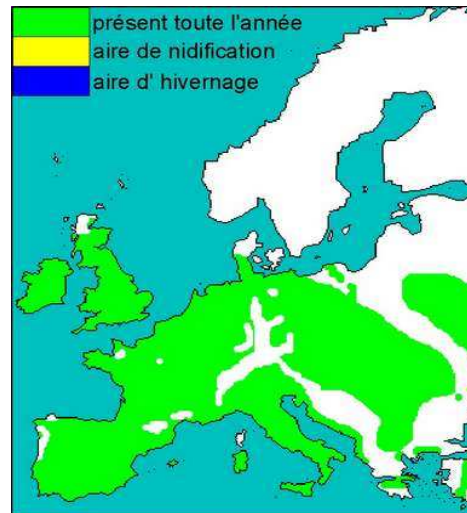 présent toute l'année
aire de nidification
aire d' hivernage